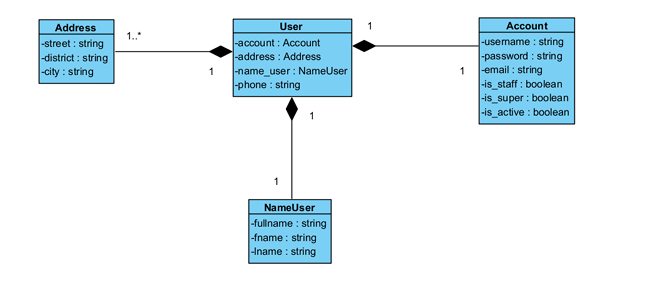 Address
-street : string
-district : string
-city : string
1..*
1
User
-account : Account
-address : Address
-name_user : NameUser
-phone : string
1
1
Account
-username : string
-password : string
-email : string
-is_staff : boolean
-is_super : boolean
-is_active : boolean
1
1
NameUser
-fullname : string
-fname : string
-lname : string